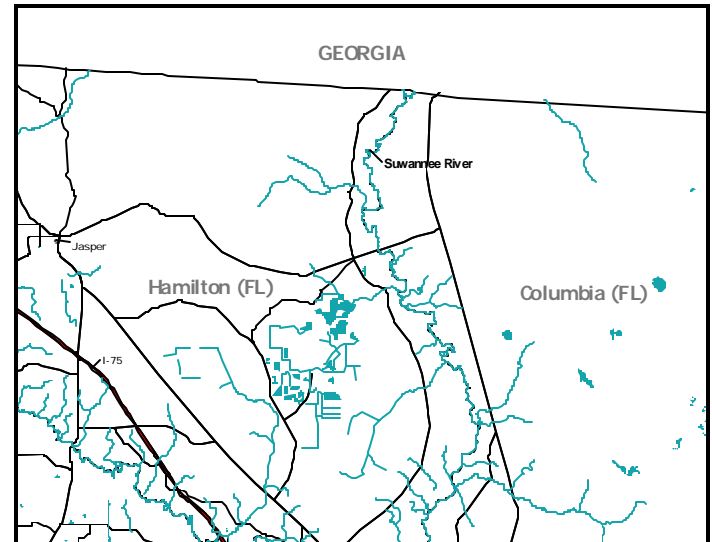 GEORGIA
Suwannee River
Jasper
Hamilton (FL)
Columbia (FL)
I-75